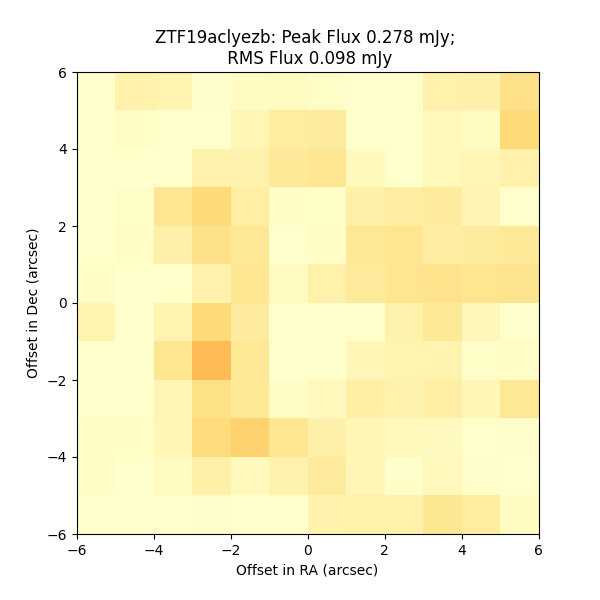 ZTF19aclyezb: Peak Flux 0.278 mJy;
RMS Flux 0.098 mJy
6
4
2
0
−2
−4
−6
Offset in Dec (arcsec)
−6 −4 −2 0 2 4 6
Offset in RA (arcsec)